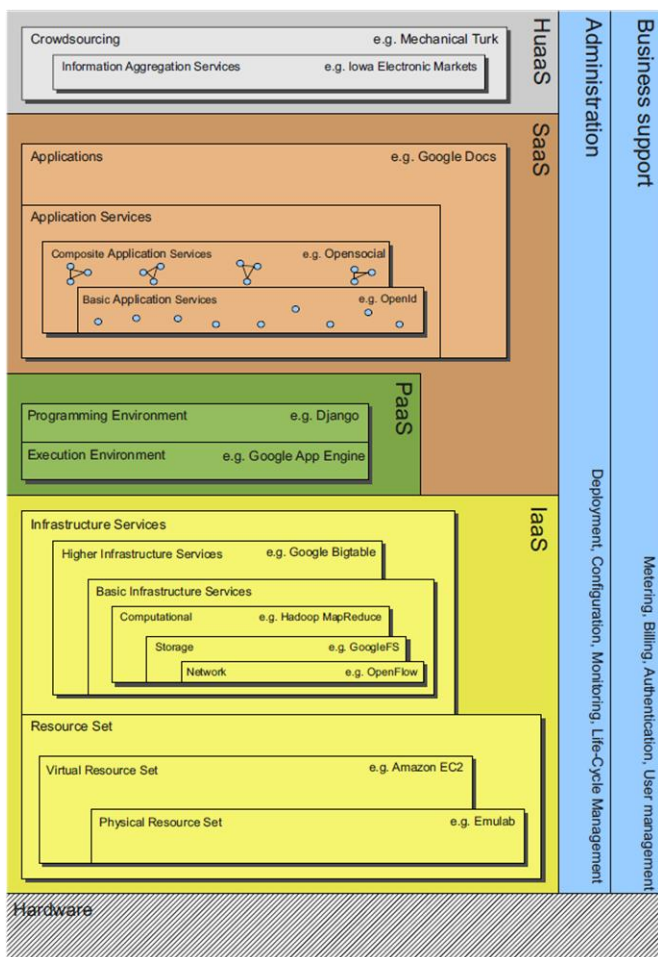 Crowdsourcing e.g. Mechanical Turk
Information Aggregation Services e.g. Iowa Electronic Markets
HuaaS
Applications e.g. Google Docs
Application Services
Composite Application Services e.g. Opensocial
Basic Application Services e.g. OpenId
SaaS
Programming Environment e.g. Django
Execution Environment e.g. Google App Engine
PaaS
Infrastructure Services
Higher Infrastructure Services e.g. Google Bigtable
Basic Infrastructure Services
Computational e.g. Hadoop MapReduce
Storage e.g. GoogleFS
Network e.g. OpenFlow
Resource Set
Virtual Resource Set e.g. Amazon EC2
Physical Resource Set e.g. Emulab
IaaS
Hardware
Administration
Deployment, Configuration, Monitoring, Life-Cycle Management
Business support
Metering, Billing, Authentication, User management